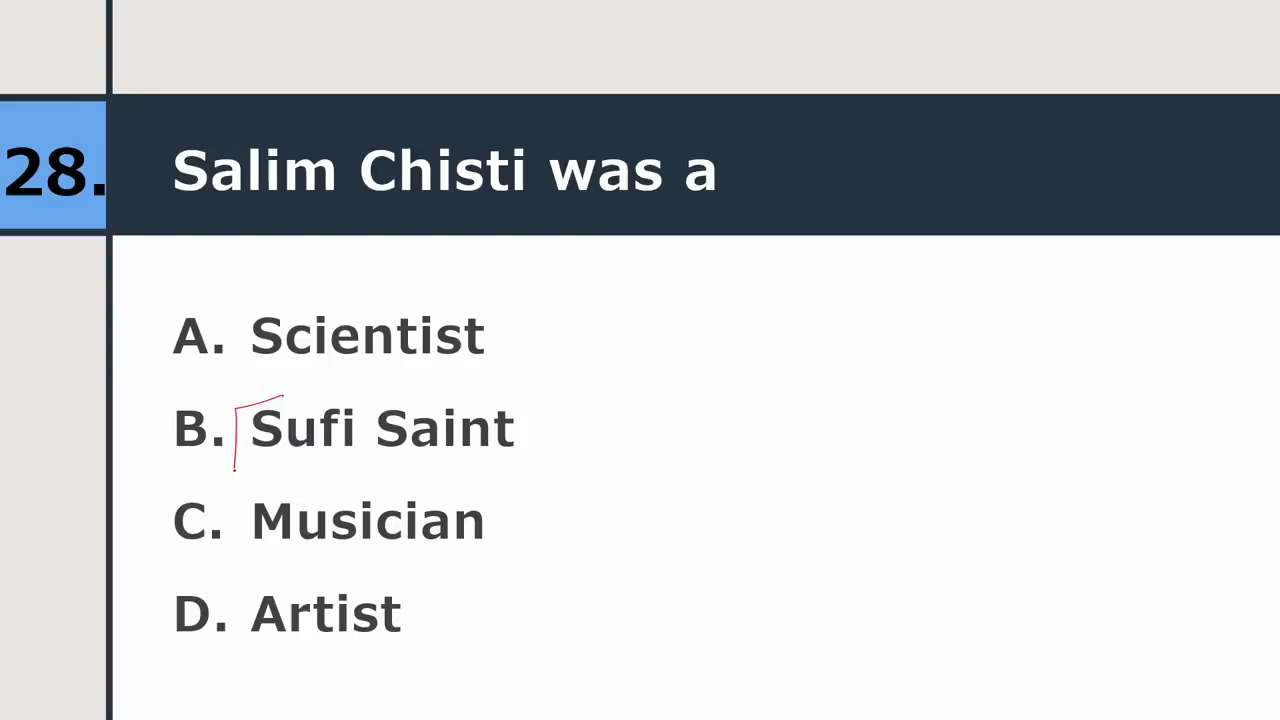 28. Salim Chisti was a
A. Scientist
B. Sufi Saint
C. Musician
D. Artist